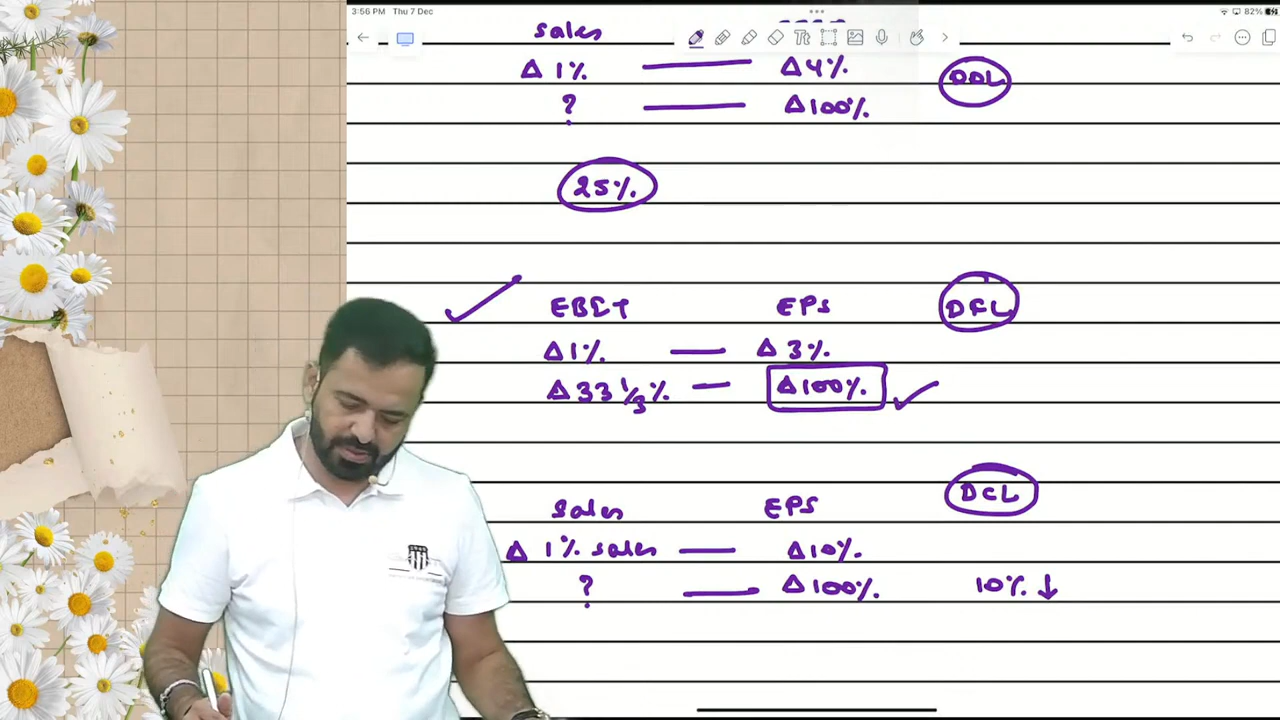 3:56 PM Thu 7 Dec
82%
Sales
Δ 1% — Δ 4% DOL
? — Δ 100%
25%
EBIT EPS DFL
Δ 1% — Δ 3%
Δ 33 1/3 % — Δ 100%
Sales EPS DCL
Δ 1% sales — Δ 10%
? — Δ 100% 10% ↓